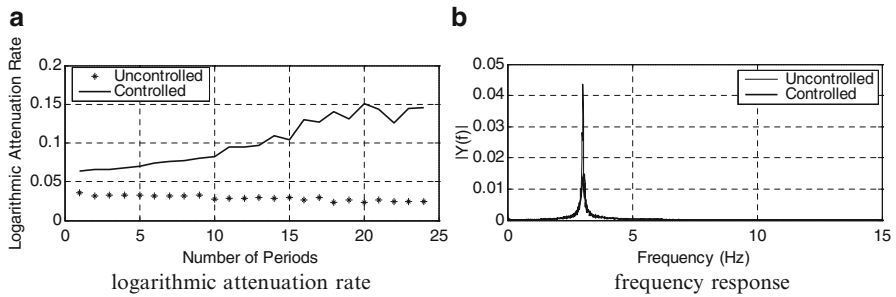 a
Logarithmic Attenuation Rate
0.2
0.15
0.1
0.05
0
Uncontrolled
Controlled
0 5 10 15 20 25
Number of Periods
logarithmic attenuation rate
b
|Y(f)|
0.05
0.04
0.03
0.02
0.01
0
Uncontrolled
Controlled
0 5 10 15
Frequency (Hz)
frequency response